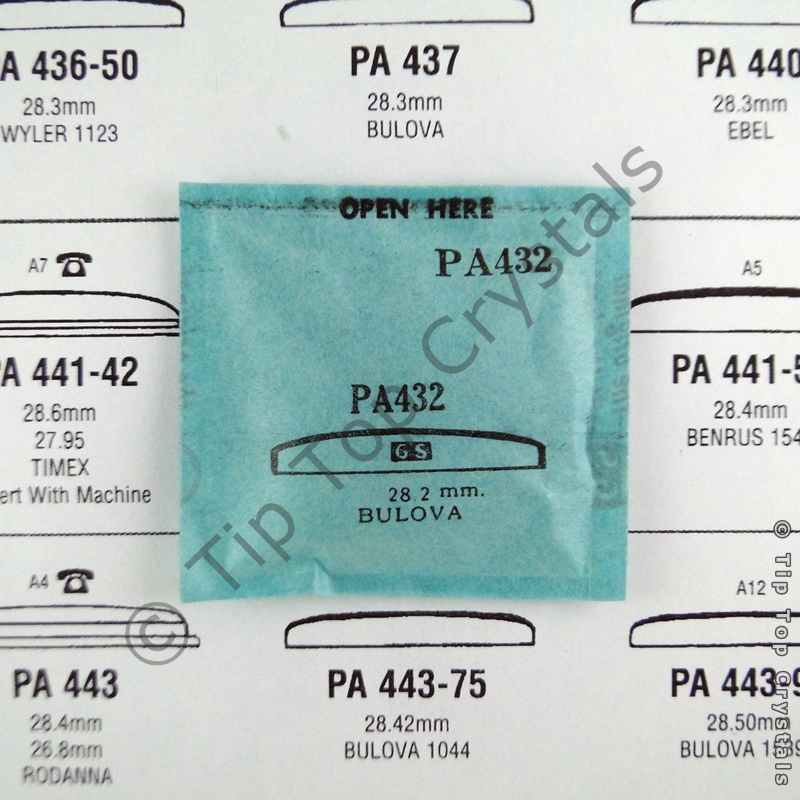 A 436-50
28.3mm
WYLER 1123
PA 437
28.3mm
BULOVA
PA 440
28.3mm
EBEL
OPEN HERE
PA432
PA432
GS
28.2 mm.
BULOVA
A7
A 441-42
28.6mm
27.95
TIMEX
ert With Machine
A5
PA 441-5
28.4mm
BENRUS 154
A4
PA 443
28.4mm
26.8mm
RODANNA
PA 443-75
28.42mm
BULOVA 1044
A12
PA 443-9
28.50mm
BULOVA
© Tip Top Crystals
© Tip Top Crystals